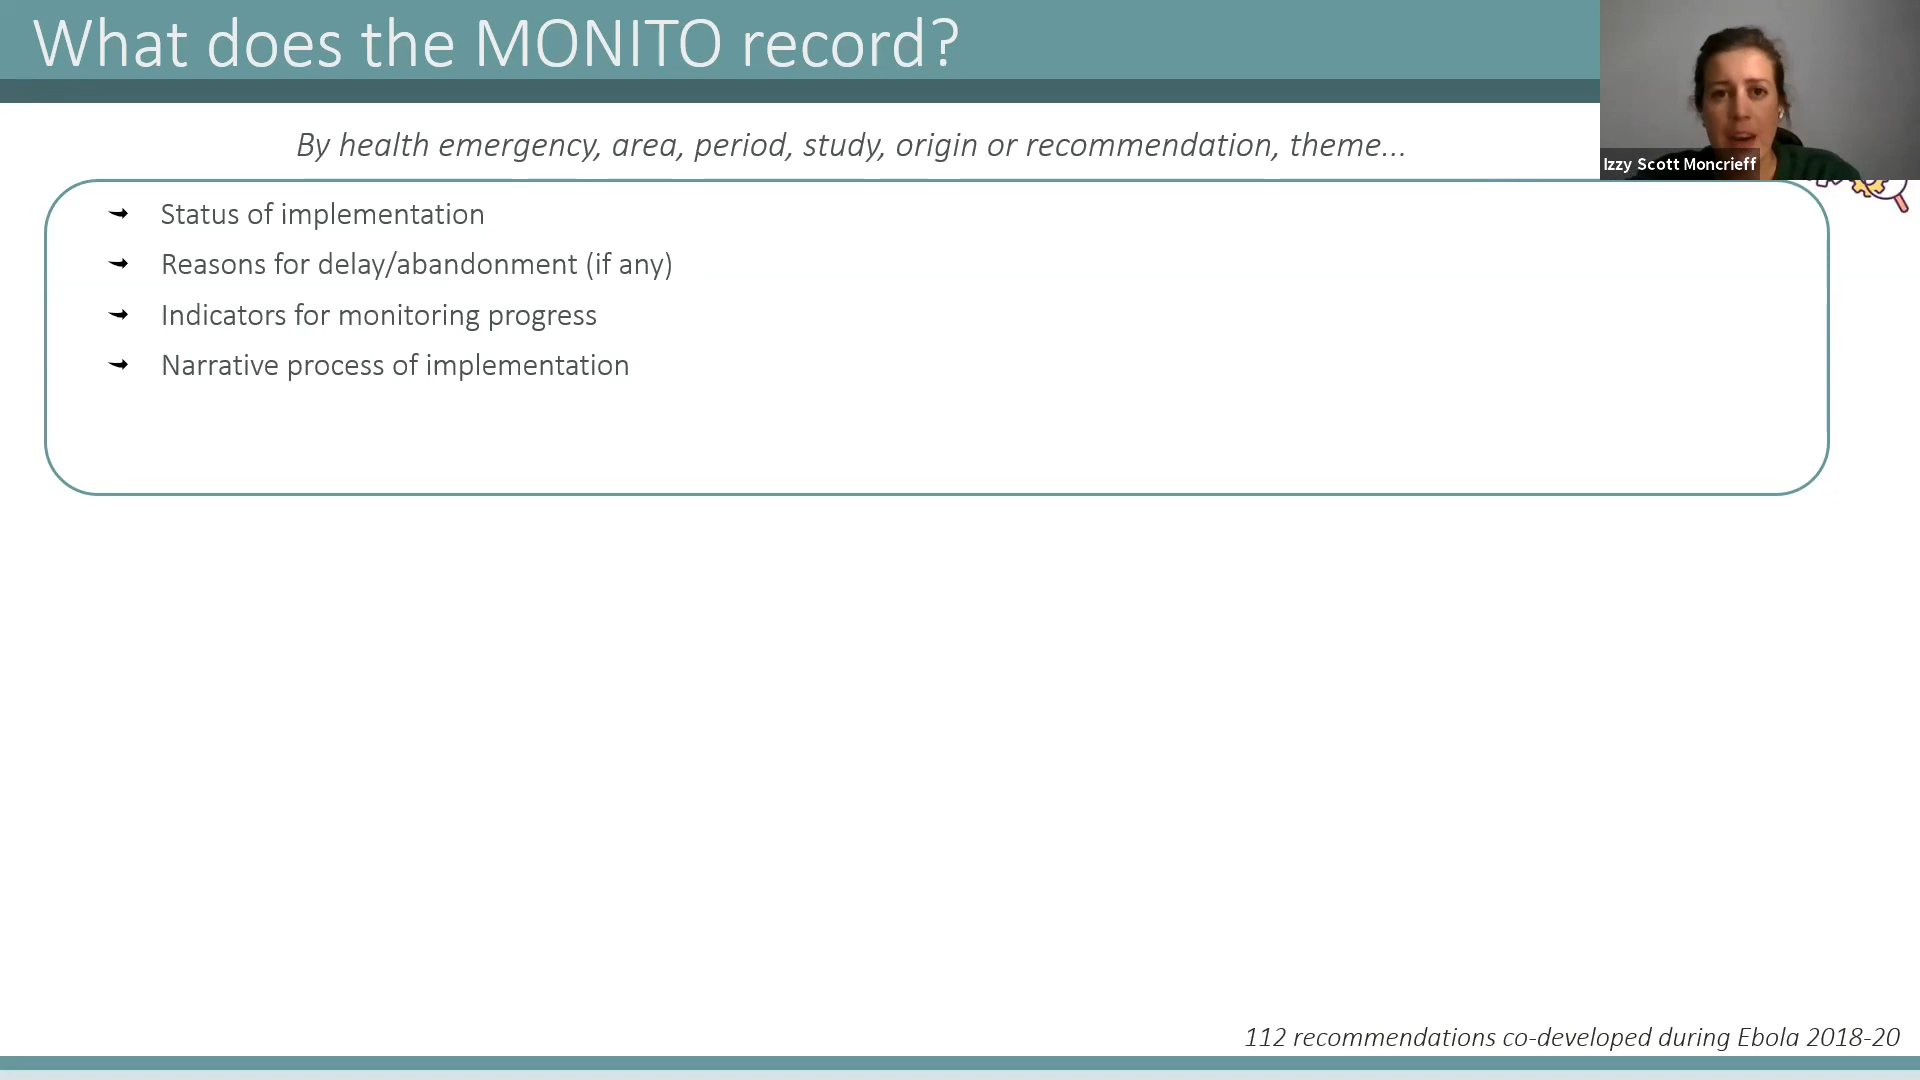 What does the MONITO record?
By health emergency, area, period, study, origin or recommendation, theme...
Izzy Scott Moncrieff
Status of implementation
Reasons for delay/abandonment (if any)
Indicators for monitoring progress
Narrative process of implementation
112 recommendations co-developed during Ebola 2018-20